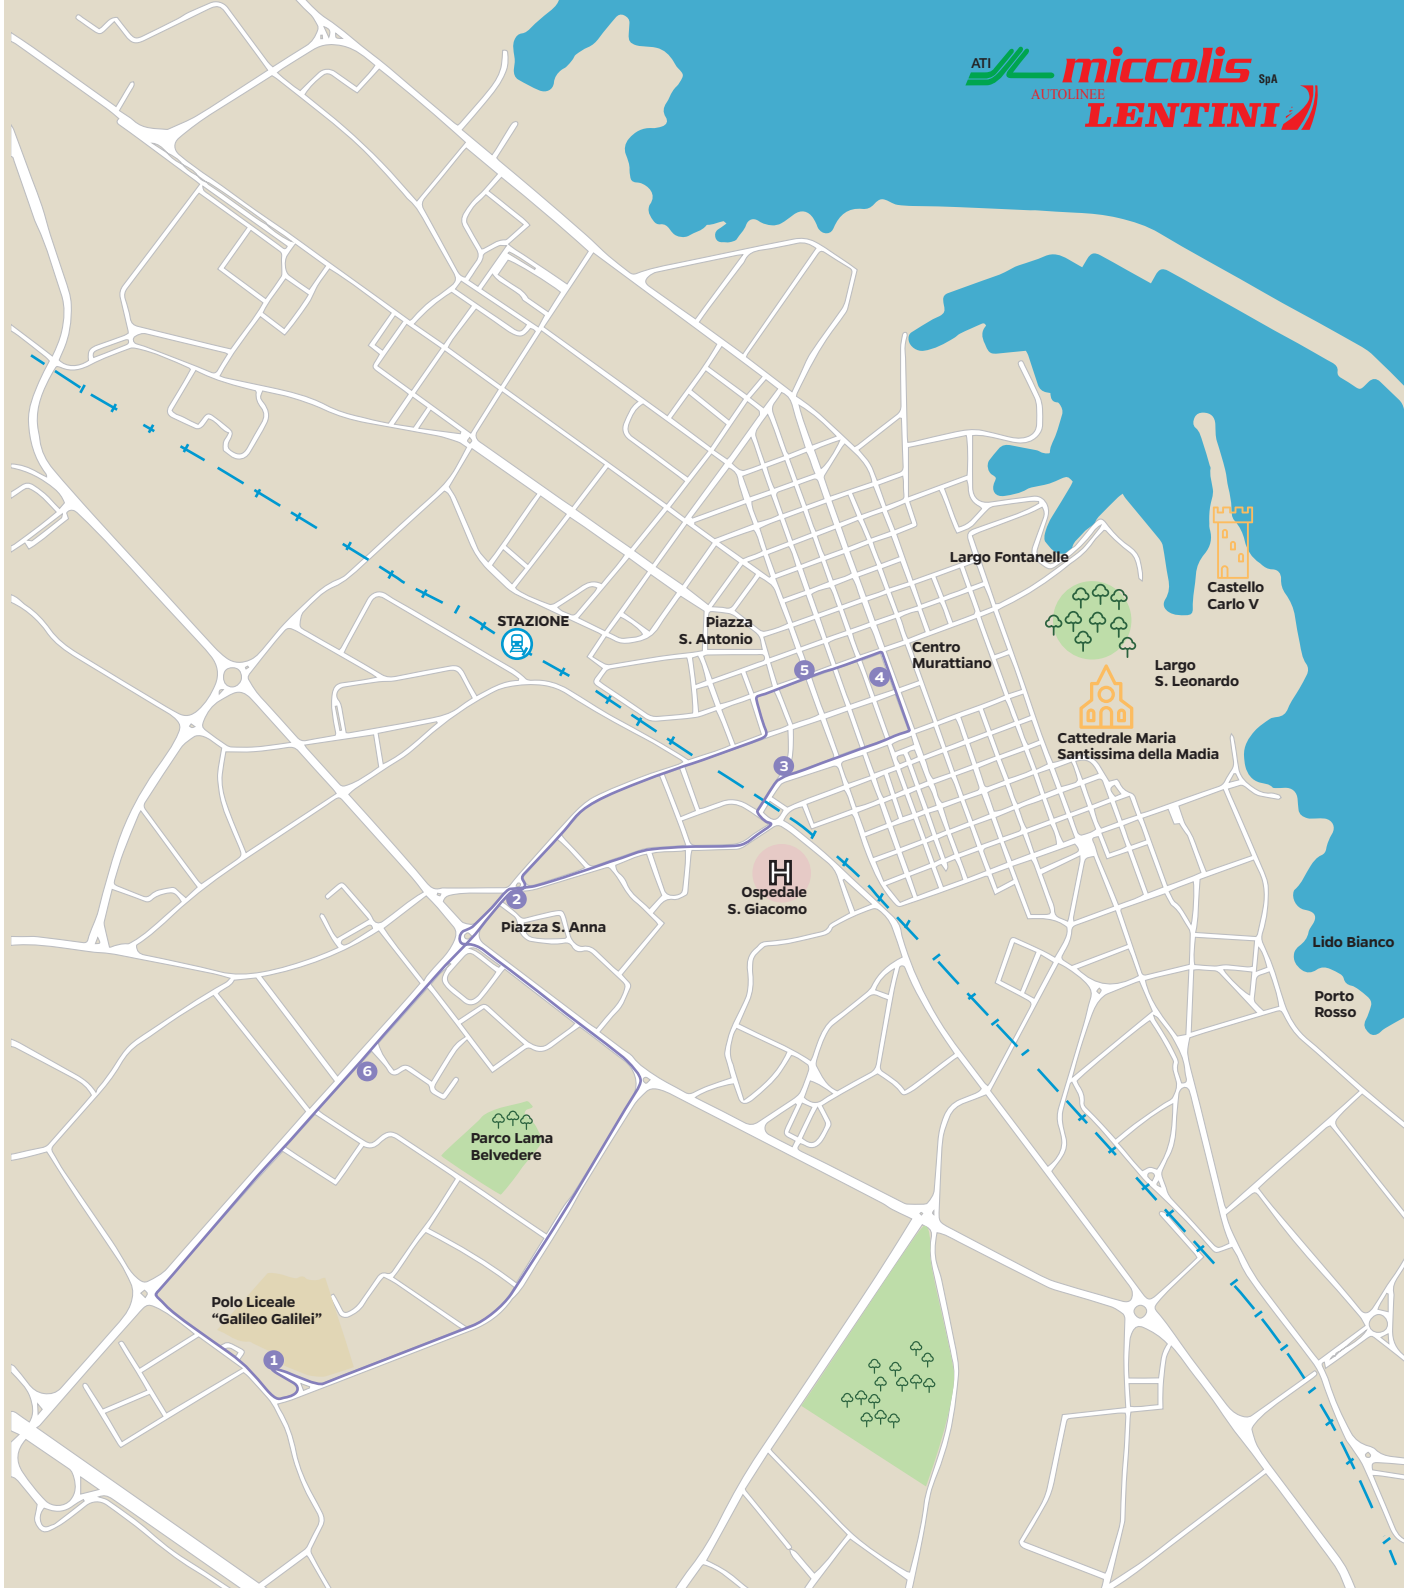 ATI
miccolis SpA
AUTOLINEE
LENTINI
Largo Fontanelle
Castello
Carlo V
STAZIONE
Piazza
S. Antonio
Centro
Murattiano
Largo
S. Leonardo
5
4
Cattedrale Maria
Santissima della Madia
3
H
Ospedale
S. Giacomo
2
Piazza S. Anna
Lido Bianco
Porto
Rosso
6
Parco Lama
Belvedere
Polo Liceale
“Galileo Galilei”
1